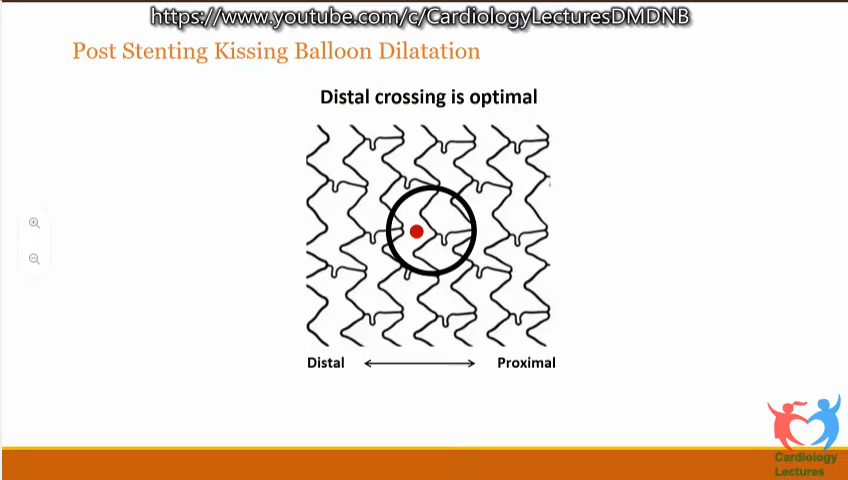 https://www.youtube.com/c/CardiologyLecturesDMDNB
Post Stenting Kissing Balloon Dilatation
Distal crossing is optimal
Distal
Proximal
Cardiology
Lectures